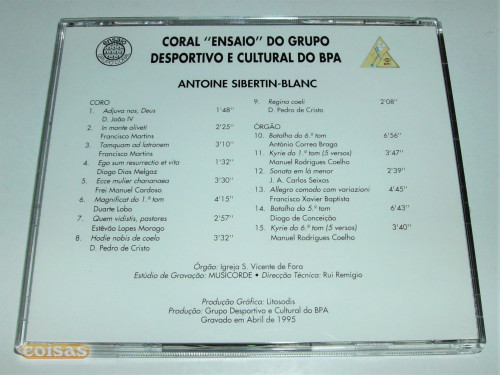 CORAL "ENSAIO" DO GRUPO
DESPORTIVO E CULTURAL DO BPA
ANTOINE SIBERTIN-BLANC
CORO
1. Adjuva nos, Deus 1'48"
D. João IV
2. In monte oliveti 2'25"
Francisco Martins
3. Tamquam ad latronem 3'10"
Francisco Martins
4. Ego sum resurrectio et vita 1'32"
Diogo Dias Melgaz
5. Ecce mulier chananaea 3'30"
Frei Manuel Cardoso
6. Magnificat do 1.º tom 4'15"
Duarte Lobo
7. Quem vidistis, pastores 2'57"
Estêvão Lopes Morago
8. Hodie nobis de coelo 3'32"
D. Pedro de Cristo
9. Regina coeli 2'08"
D. Pedro de Cristo
ÓRGÃO
10. Batalha do 6.º tom 6'56"
António Correa Braga
11. Kyrie do 1.º tom (5 versos) 3'47"
Manuel Rodrigues Coelho
12. Sonata em lá menor 2'39"
J. A. Carlos Seixas
13. Allegro comodo com variazioni 4'45"
Francisco Xavier Baptista
14. Batalha do 5.º tom 6'43"
Diogo de Conceição
15. Kyrie do 6.º tom (5 versos) 3'40"
Manuel Rodrigues Coelho
Órgão: Igreja S. Vicente de Fora
Estúdio de Gravação: MUSICORDE • Direcção Técnica: Rui Remígio
Produção Gráfica: Litosodis
Produção: Grupo Desportivo e Cultural do BPA
Gravado em Abril de 1995
coisas